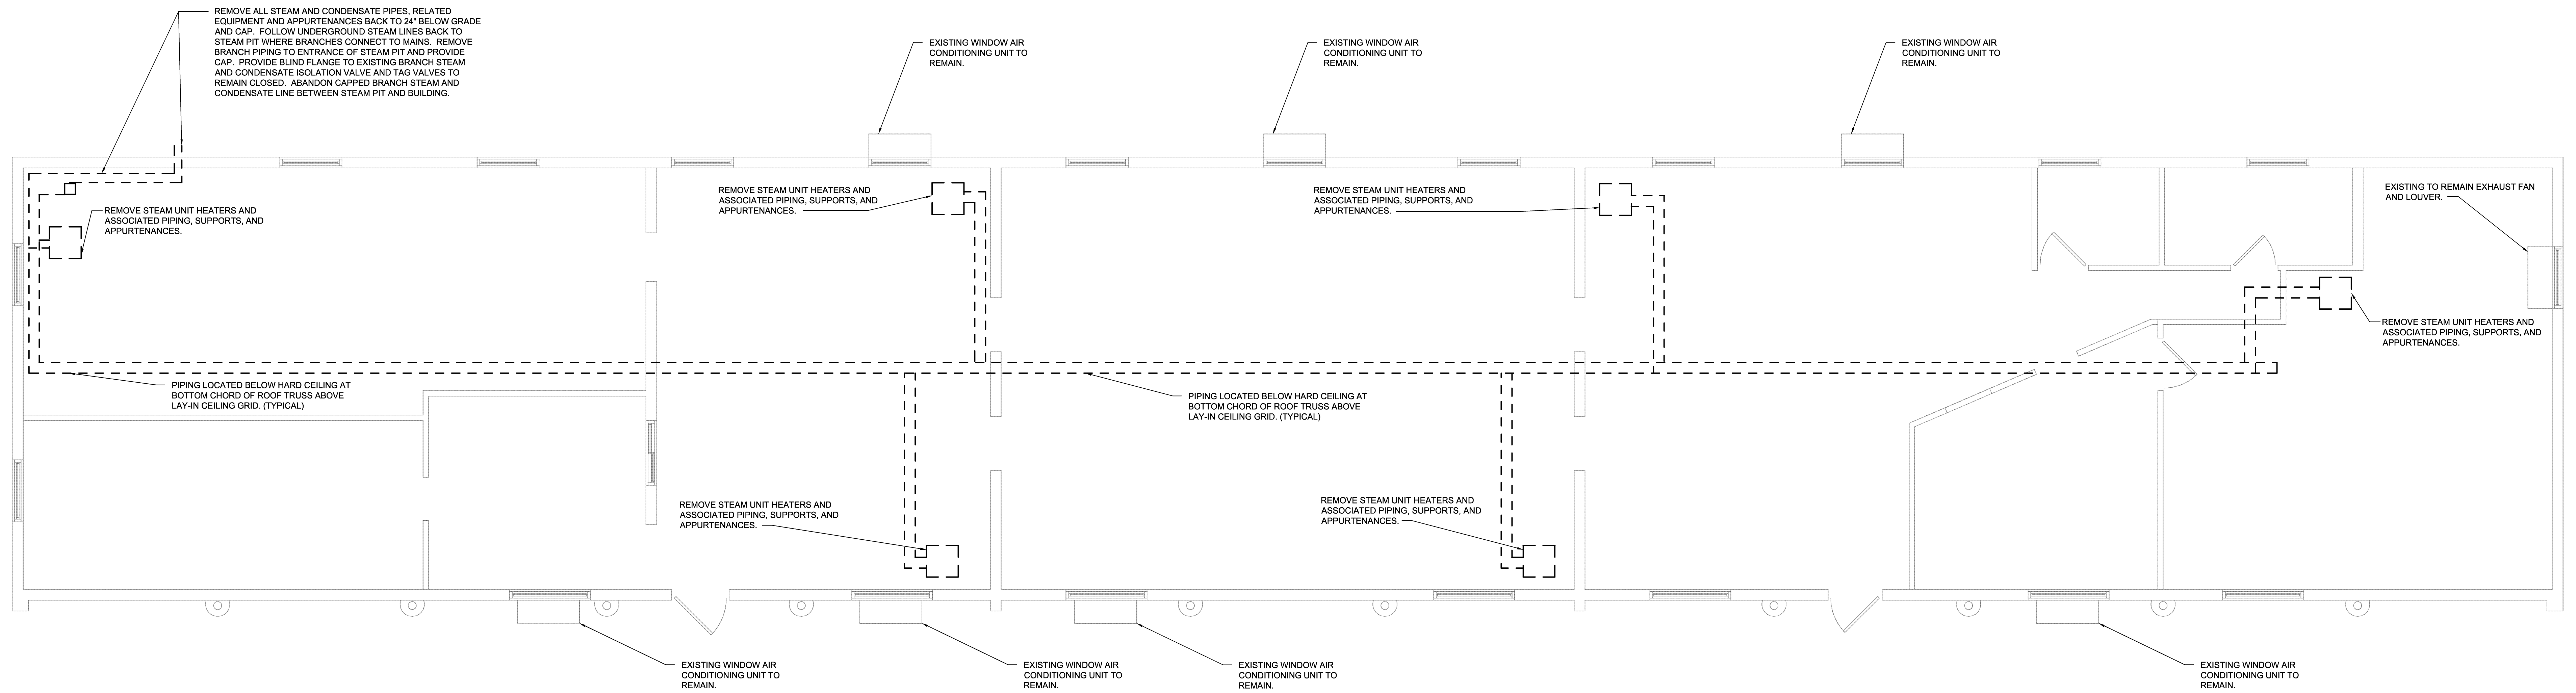 REMOVE ALL STEAM AND CONDENSATE PIPES, RELATED
EQUIPMENT AND APPURTENANCES BACK TO 24" BELOW GRADE
AND CAP. FOLLOW UNDERGROUND STEAM LINES BACK TO
STEAM PIT WHERE BRANCHES CONNECT TO MAINS. REMOVE
BRANCH PIPING TO ENTRANCE OF STEAM PIT AND PROVIDE
CAP. PROVIDE BLIND FLANGE TO EXISTING BRANCH STEAM
AND CONDENSATE ISOLATION VALVE AND TAG VALVES TO
REMAIN CLOSED. ABANDON CAPPED BRANCH STEAM AND
CONDENSATE LINE BETWEEN STEAM PIT AND BUILDING.
EXISTING WINDOW AIR
CONDITIONING UNIT TO
REMAIN.
EXISTING WINDOW AIR
CONDITIONING UNIT TO
REMAIN.
EXISTING WINDOW AIR
CONDITIONING UNIT TO
REMAIN.
REMOVE STEAM UNIT HEATERS AND
ASSOCIATED PIPING, SUPPORTS, AND
APPURTENANCES.
REMOVE STEAM UNIT HEATERS AND
ASSOCIATED PIPING, SUPPORTS, AND
APPURTENANCES.
REMOVE STEAM UNIT HEATERS AND
ASSOCIATED PIPING, SUPPORTS, AND
APPURTENANCES.
EXISTING TO REMAIN EXHAUST FAN
AND LOUVER.
REMOVE STEAM UNIT HEATERS AND
ASSOCIATED PIPING, SUPPORTS, AND
APPURTENANCES.
PIPING LOCATED BELOW HARD CEILING AT
BOTTOM CHORD OF ROOF TRUSS ABOVE
LAY-IN CEILING GRID. (TYPICAL)
PIPING LOCATED BELOW HARD CEILING AT
BOTTOM CHORD OF ROOF TRUSS ABOVE
LAY-IN CEILING GRID. (TYPICAL)
REMOVE STEAM UNIT HEATERS AND
ASSOCIATED PIPING, SUPPORTS, AND
APPURTENANCES.
REMOVE STEAM UNIT HEATERS AND
ASSOCIATED PIPING, SUPPORTS, AND
APPURTENANCES.
EXISTING WINDOW AIR
CONDITIONING UNIT TO
REMAIN.
EXISTING WINDOW AIR
CONDITIONING UNIT TO
REMAIN.
EXISTING WINDOW AIR
CONDITIONING UNIT TO
REMAIN.
EXISTING WINDOW AIR
CONDITIONING UNIT TO
REMAIN.